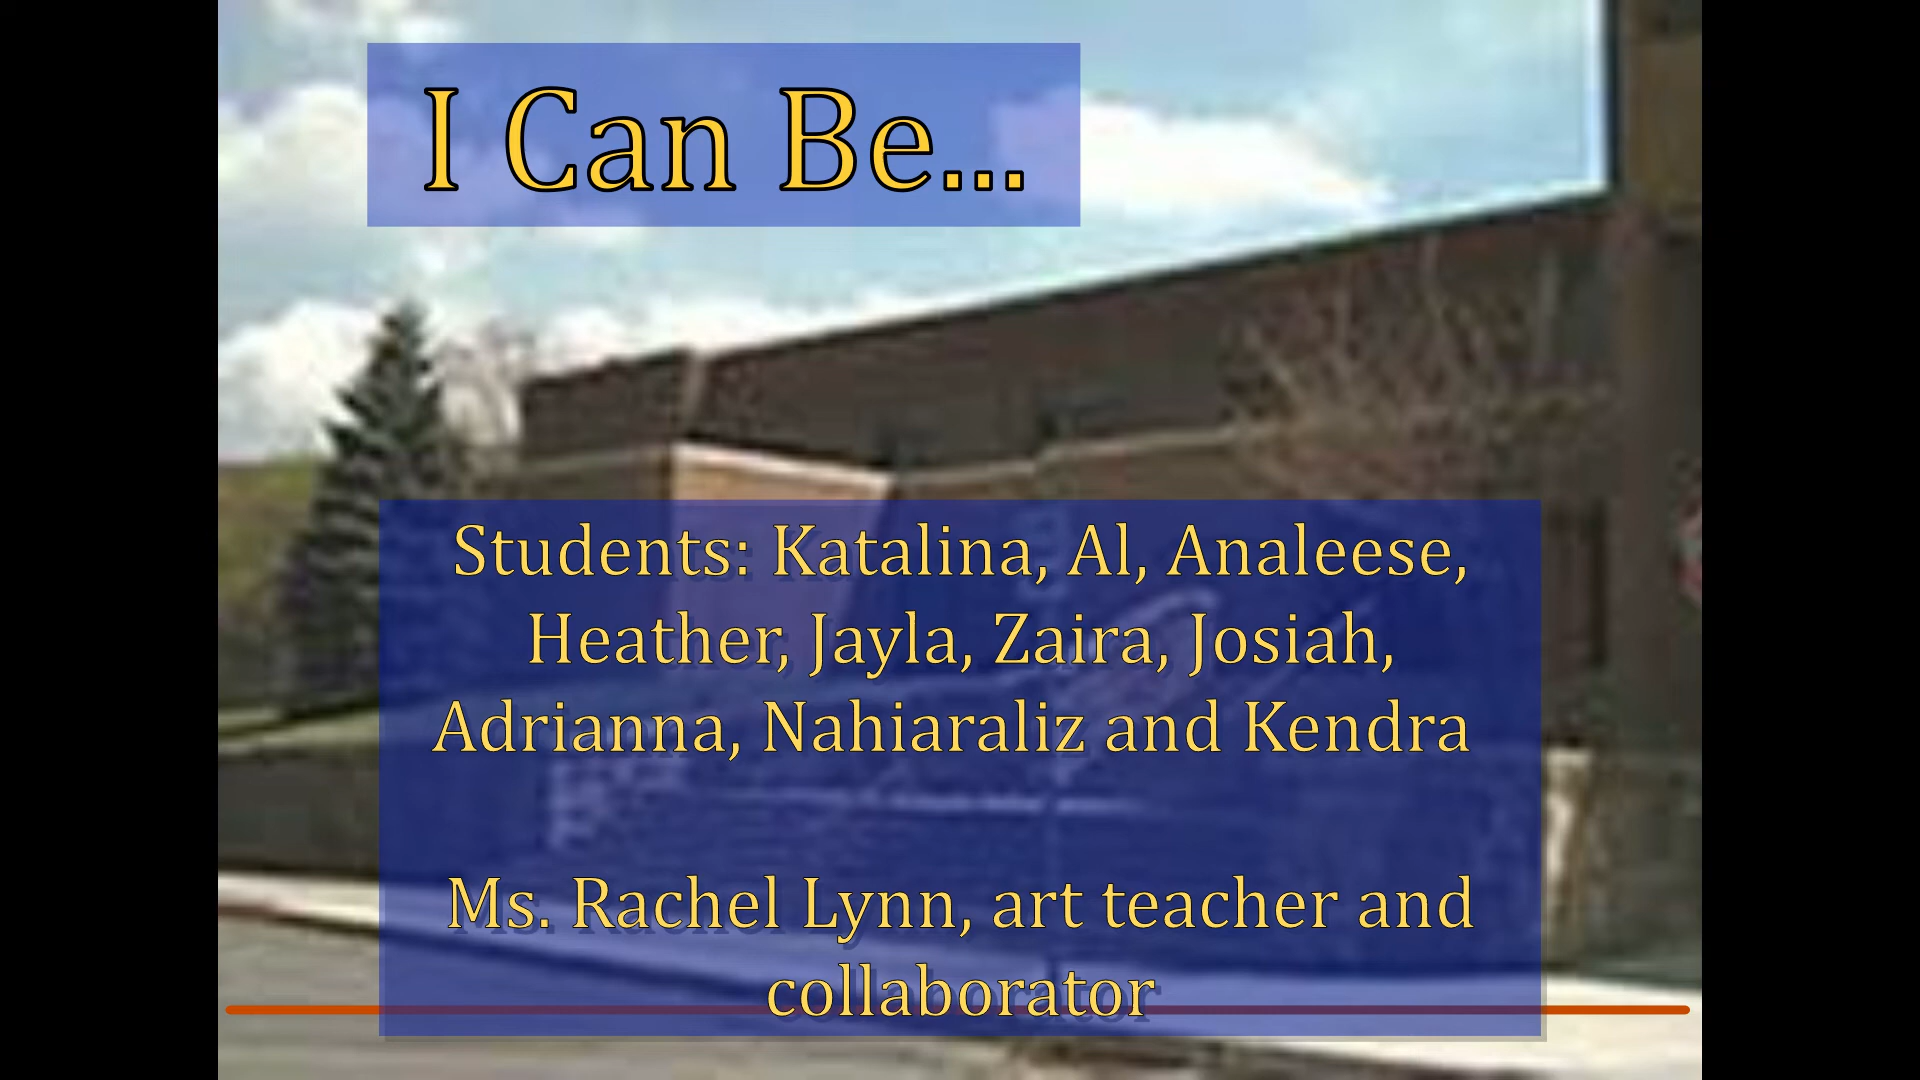 I Can Be...
Students: Katalina, Al, Analeese,
Heather, Jayla, Zaira, Josiah,
Adrianna, Nahiaraliz and Kendra
Ms. Rachel Lynn, art teacher and
collaborator